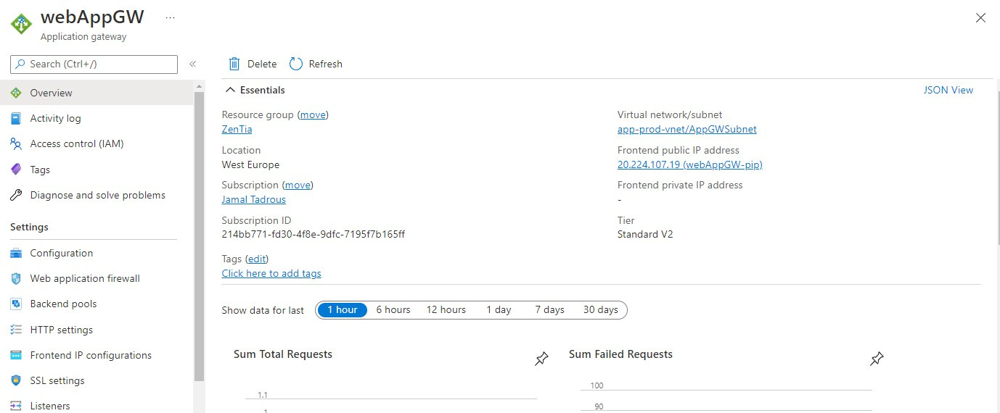 webAppGW ...
Application gateway
Search (Ctrl+/)
«
Overview
Activity log
Access control (IAM)
Tags
Diagnose and solve problems
Settings
Configuration
Web application firewall
Backend pools
HTTP settings
Frontend IP configurations
SSL settings
Listeners
Delete Refresh
Essentials
JSON View
Resource group (move)
ZenTia
Location
West Europe
Subscription (move)
Jamal Tadrous
Subscription ID
214bb771-fd30-4f8e-9dfc-7195f7b165ff
Tags (edit)
Click here to add tags
Virtual network/subnet
app-prod-vnet/AppGWSubnet
Frontend public IP address
20.224.107.19 (webAppGW-pip)
Frontend private IP address
-
Tier
Standard V2
Show data for last 1 hour 6 hours 12 hours 1 day 7 days 30 days
Sum Total Requests
1.1
1
Sum Failed Requests
100
90